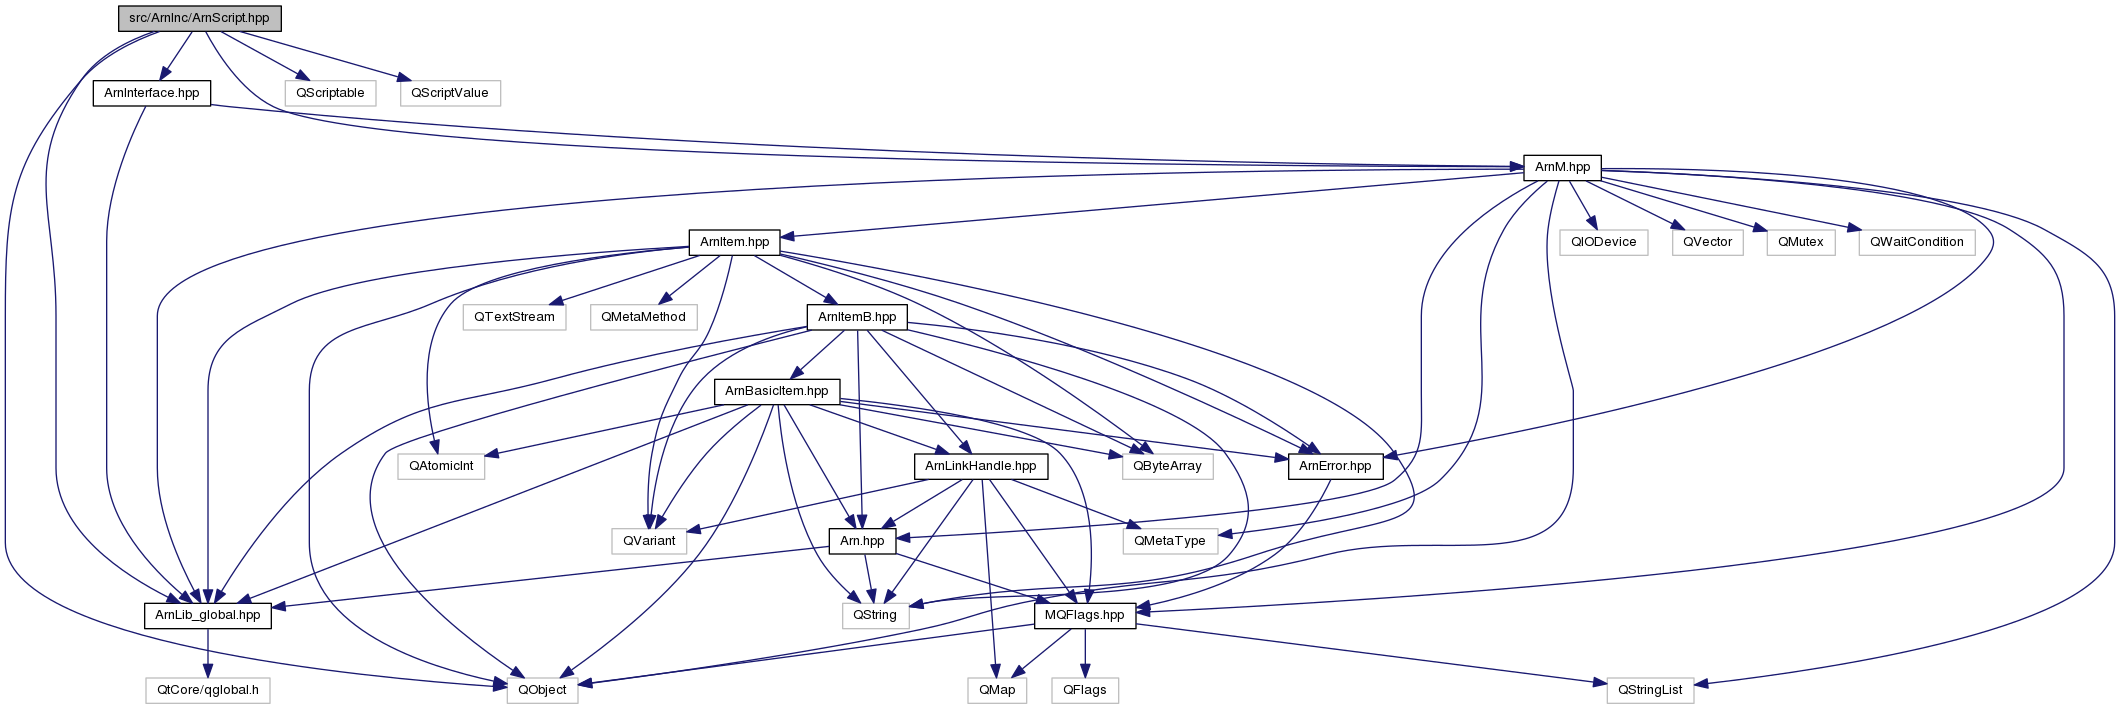 src/ArnInc/ArnScript.hpp
ArnInterface.hpp
QScriptable
QScriptValue
ArnM.hpp
ArnItem.hpp
QIODevice
QVector
QMutex
QWaitCondition
QTextStream
QMetaMethod
ArnItemB.hpp
ArnBasicItem.hpp
QAtomicInt
ArnLinkHandle.hpp
QByteArray
ArnError.hpp
QVariant
Arn.hpp
QMetaType
ArnLib_global.hpp
QString
MQFlags.hpp
QtCore/qglobal.h
QObject
QMap
QFlags
QStringList